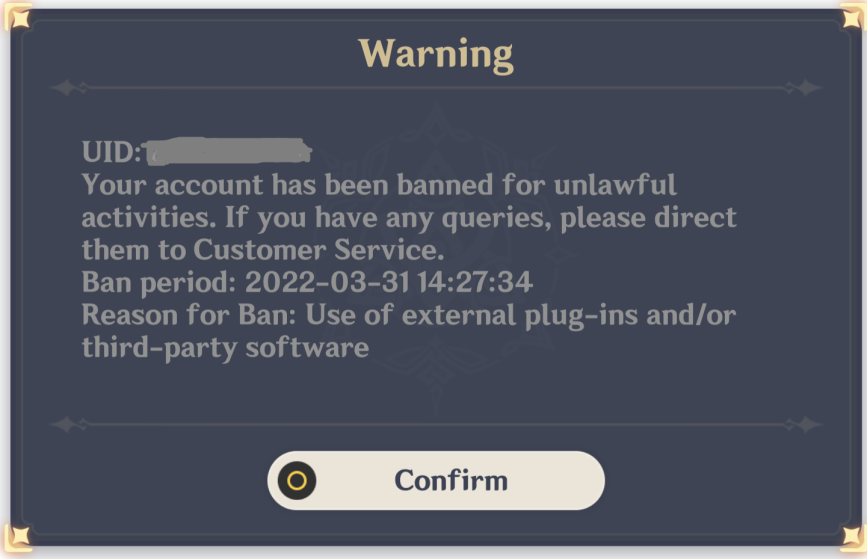 Warning
UID:
Your account has been banned for unlawful
activities. If you have any queries, please direct
them to Customer Service.
Ban period: 2022-03-31 14:27:34
Reason for Ban: Use of external plug-ins and/or
third-party software
Confirm